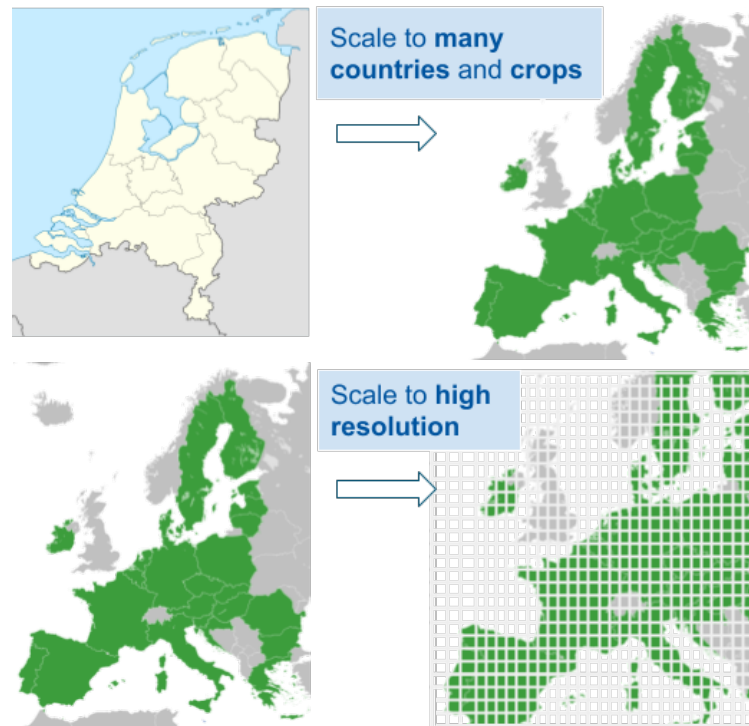 Scale to many
countries and crops
Scale to high
resolution